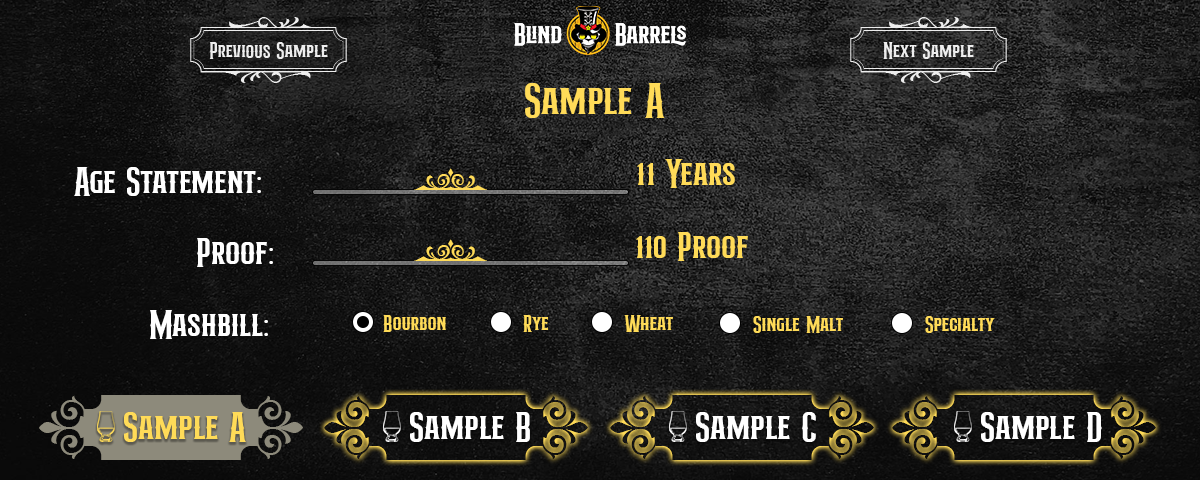 Previous Sample
Blind Barrels
Next Sample
Sample A
Age Statement:
11 Years
Proof:
110 Proof
Mashbill:
Bourbon
Rye
Wheat
Single Malt
Specialty
Sample A
Sample B
Sample C
Sample D